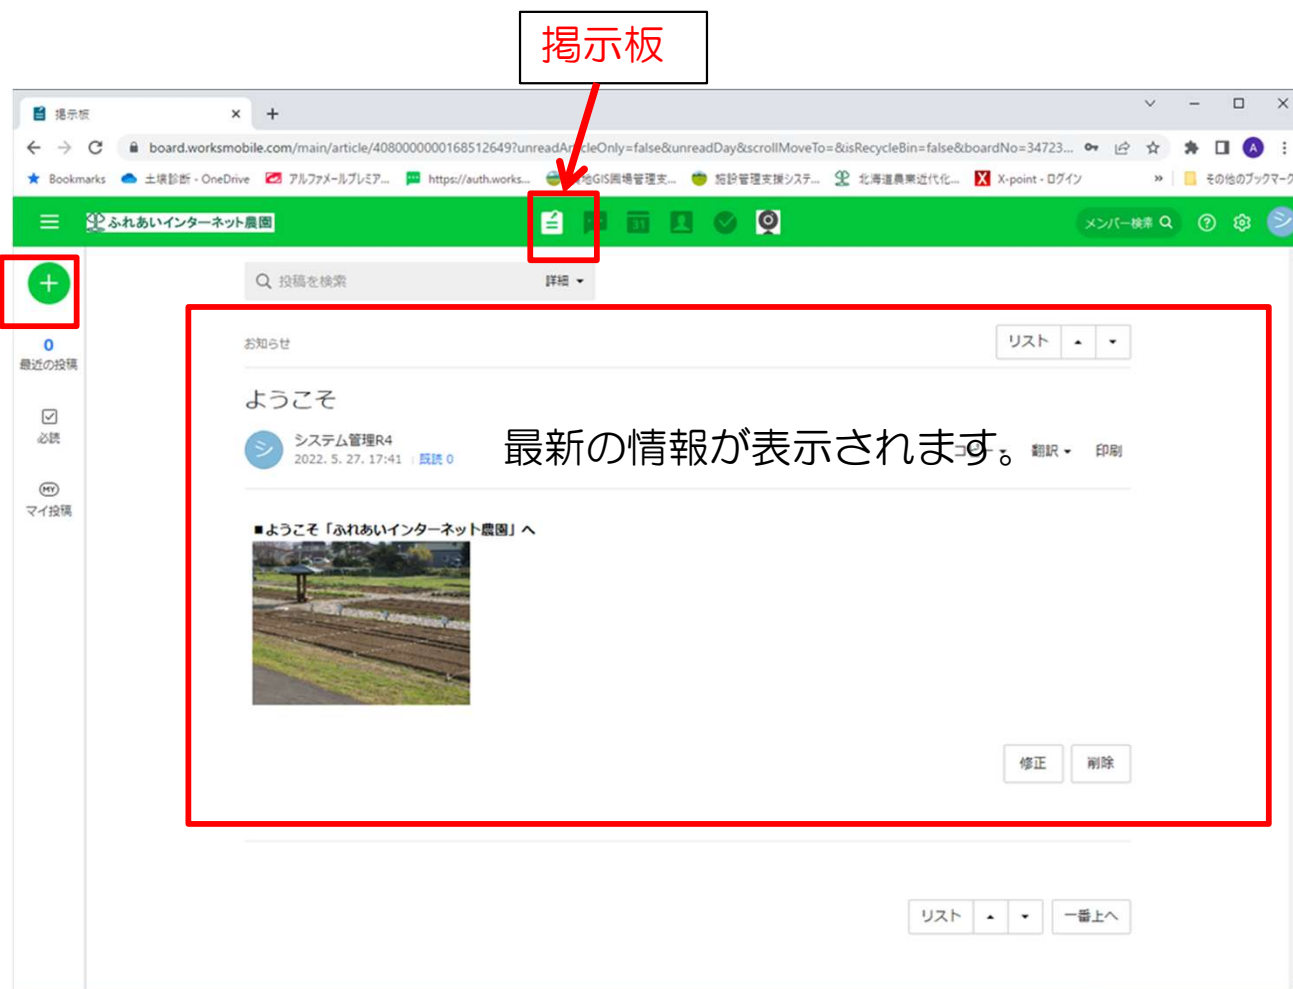 掲示板
掲示板
board.worksmobile.com/main/article/4080000000168512649?unreadArticleOnly=false&unreadDay&scrollMoveTo=&isRecycleBin=false&boardNo=34723...
A
Bookmarks 土壌診断 - OneDrive アルファメールプレミア... https://auth.works... 地GIS圃場管理支... 施設管理支援システ... 北海道農業近代化... X-point - ログイン » その他のブックマーク
ふれあいインターネット農園 31 メンバー検索 シ
投稿を検索 詳細
0
最近の投稿
必読
MY
マイ投稿
お知らせ リスト
ようこそ
シ システム管理R4
2022. 5. 27. 17:41 既読 0
最新の情報が表示されます。
コピー 翻訳 印刷
■ようこそ「ふれあいインターネット農園」へ
修正 削除
リスト 一番上へ